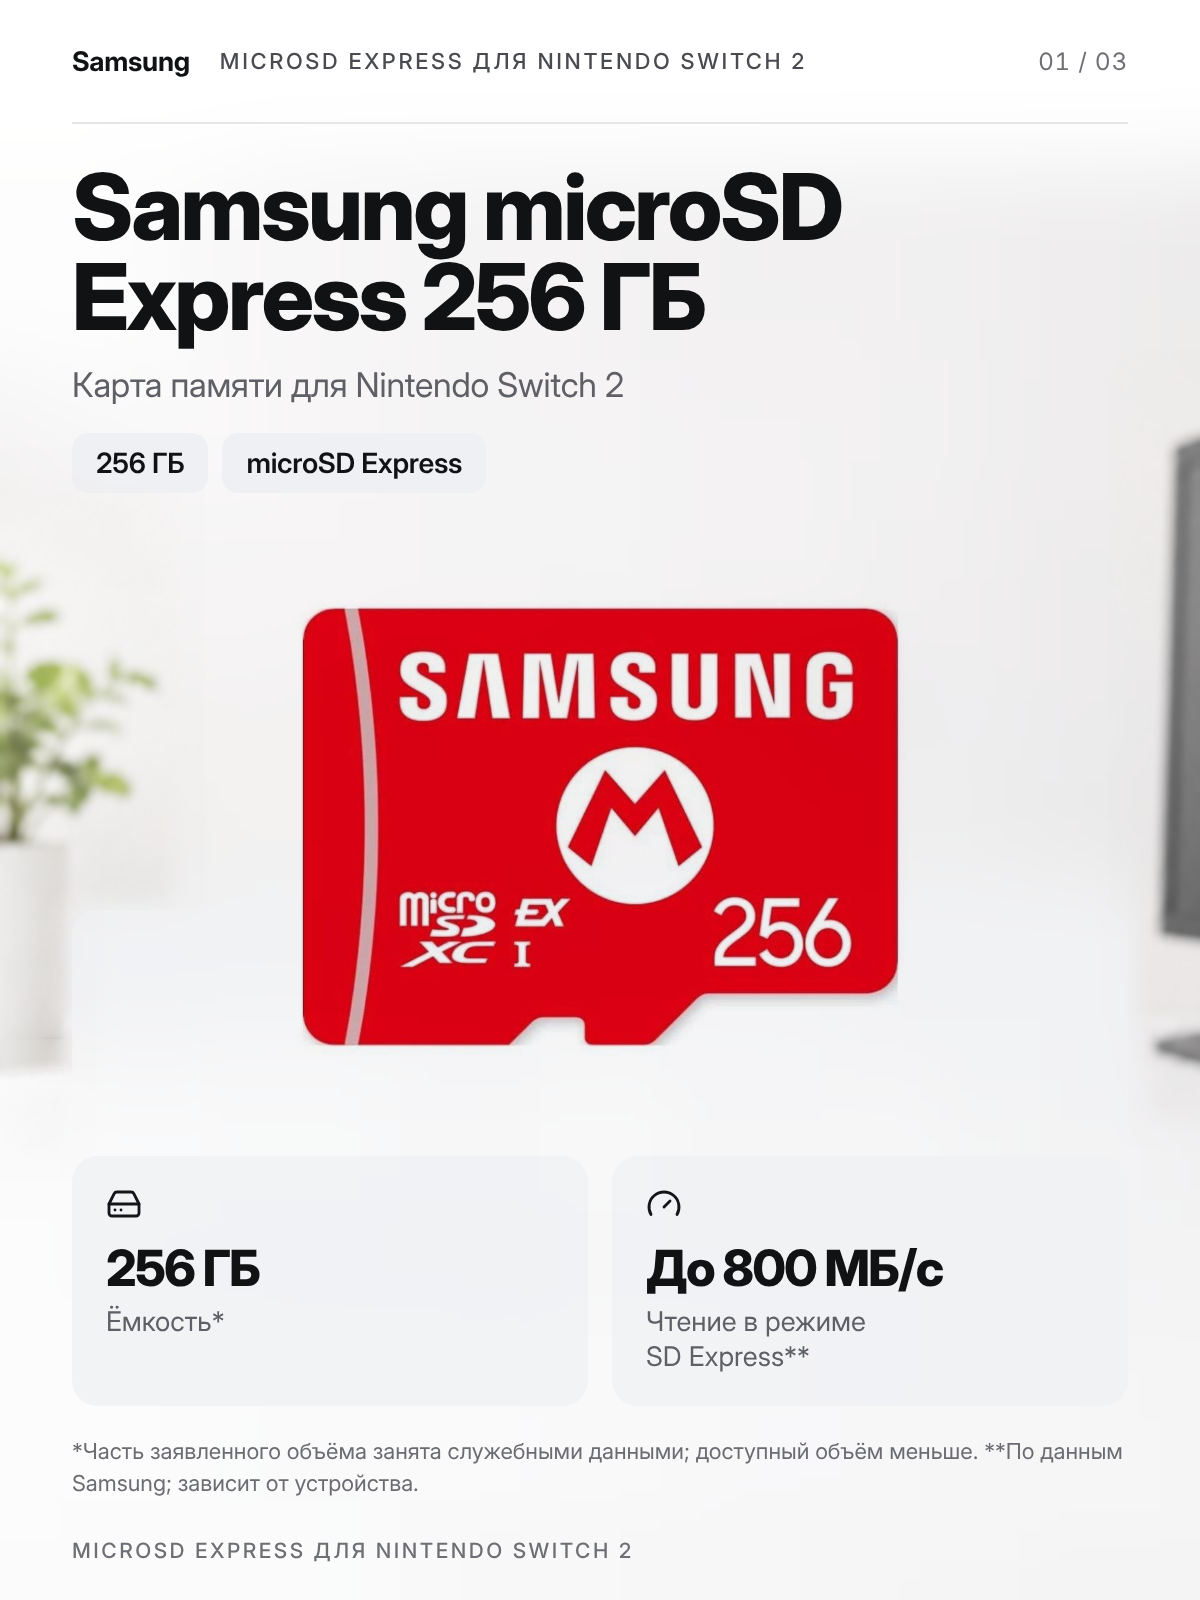 Samsung MICROSD EXPRESS ДЛЯ NINTENDO SWITCH 2 01 / 03
Samsung microSD
Express 256 ГБ
Карта памяти для Nintendo Switch 2
256 ГБ microSD Express
SAMSUNG
M
micro
SD EX
XC I
256
256 ГБ
Ёмкость*
До 800 МБ/с
Чтение в режиме
SD Express**
*Часть заявленного объёма занята служебными данными; доступный объём меньше. **По данным
Samsung; зависит от устройства.
MICROSD EXPRESS ДЛЯ NINTENDO SWITCH 2